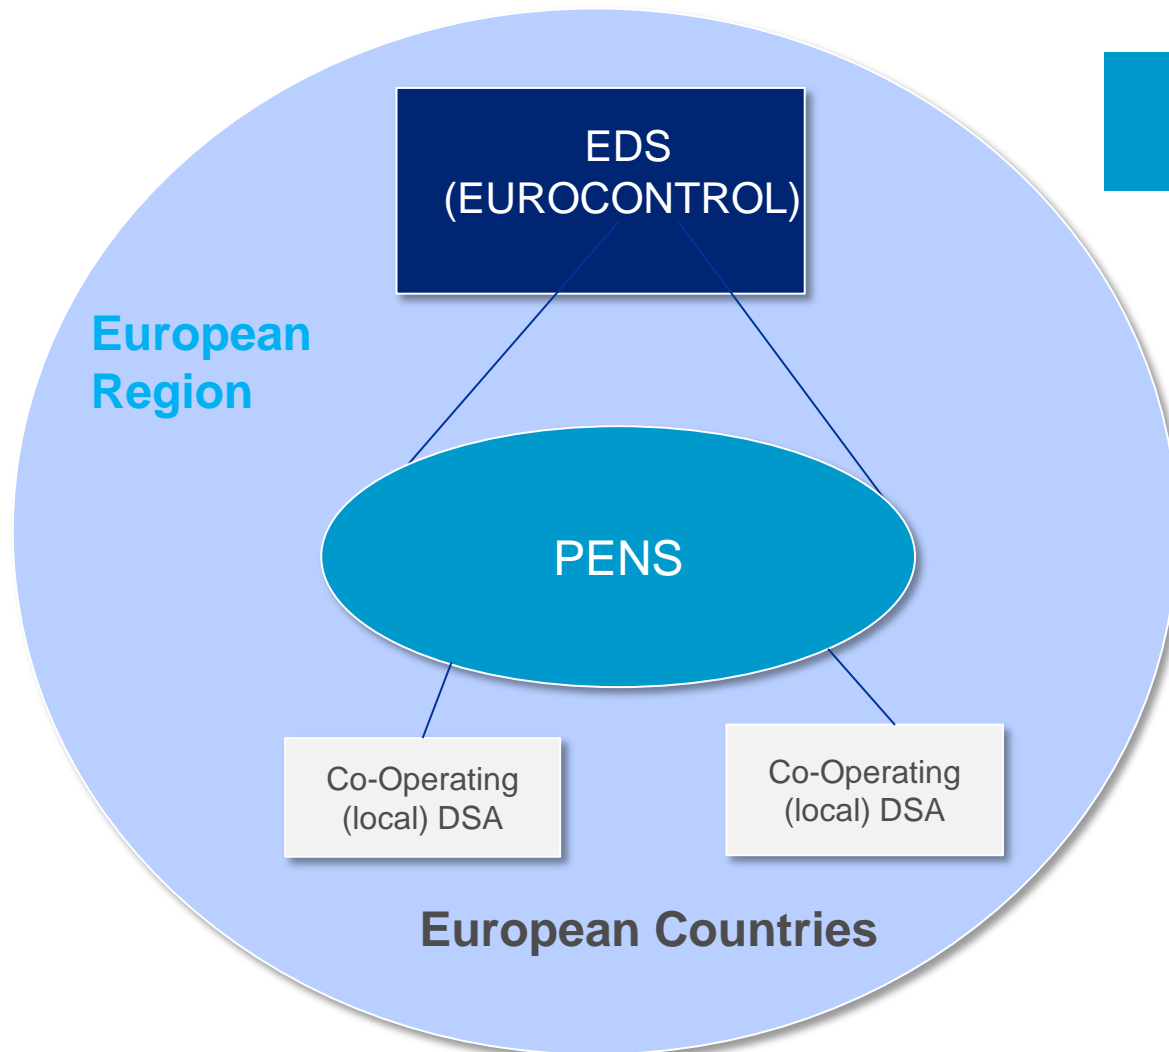 EDS
(EUROCONTROL)
European
Region
PENS
Co-Operating
(local) DSA
Co-Operating
(local) DSA
European Countries